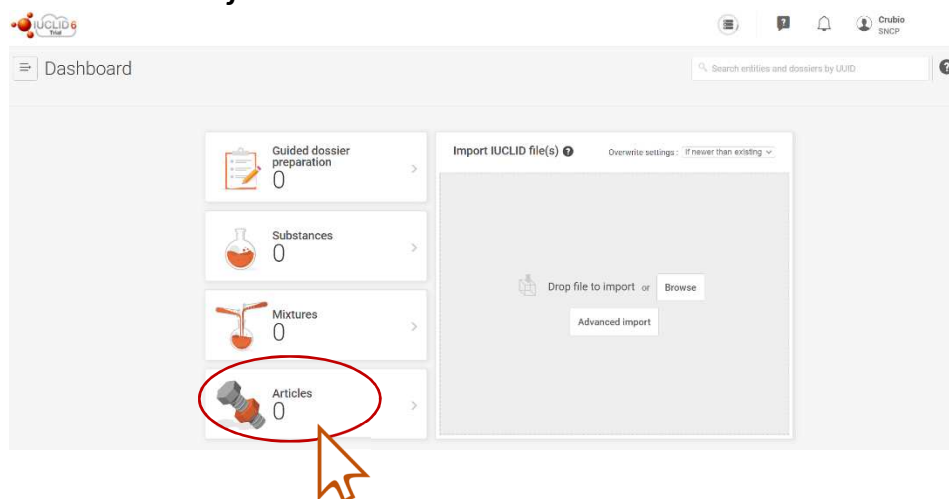 IUCLID 6
Trial
?
Crubio
SNCP
Dashboard
Search entities and dossiers by UUID
?
Guided dossier
preparation
0
Import IUCLID file(s) ?
Overwrite settings : If newer than existing
Substances
0
Drop file to import or Browse
Advanced import
Mixtures
0
Articles
0